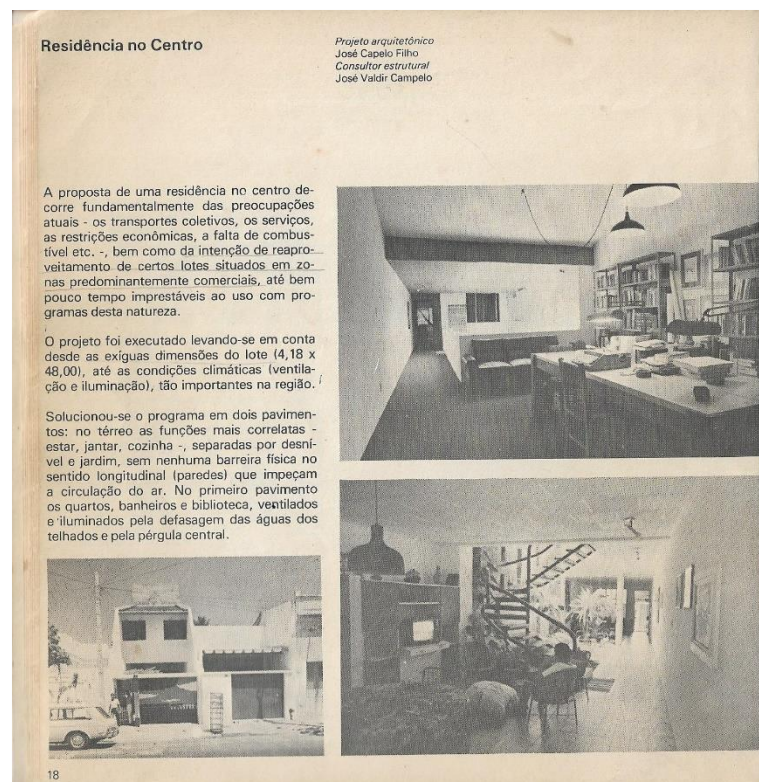 Residência no Centro
Projeto arquitetônico
José Capelo Filho
Consultor estrutural
José Valdir Campelo
A proposta de uma residência no centro de-
corre fundamentalmente das preocupações
atuais - os transportes coletivos, os serviços,
as restrições econômicas, a falta de combus-
tível etc. -, bem como da intenção de reapro-
veitamento de certos lotes situados em zo-
nas predominantemente comerciais, até bem
pouco tempo imprestáveis ao uso com pro-
gramas desta natureza.
O projeto foi executado levando-se em conta
desde as exíguas dimensões do lote (4,18 x
48,00), até as condições climáticas (ventila-
ção e iluminação), tão importantes na região.
Solucionou-se o programa em dois pavimen-
tos: no térreo as funções mais correlatas -
estar, jantar, cozinha -, separadas por desní-
vel e jardim, sem nenhuma barreira física no
sentido longitudinal (paredes) que impeçam
a circulação do ar. No primeiro pavimento
os quartos, banheiros e biblioteca, ventilados
e iluminados pela defasagem das águas dos
telhados e pela pérgula central.
18